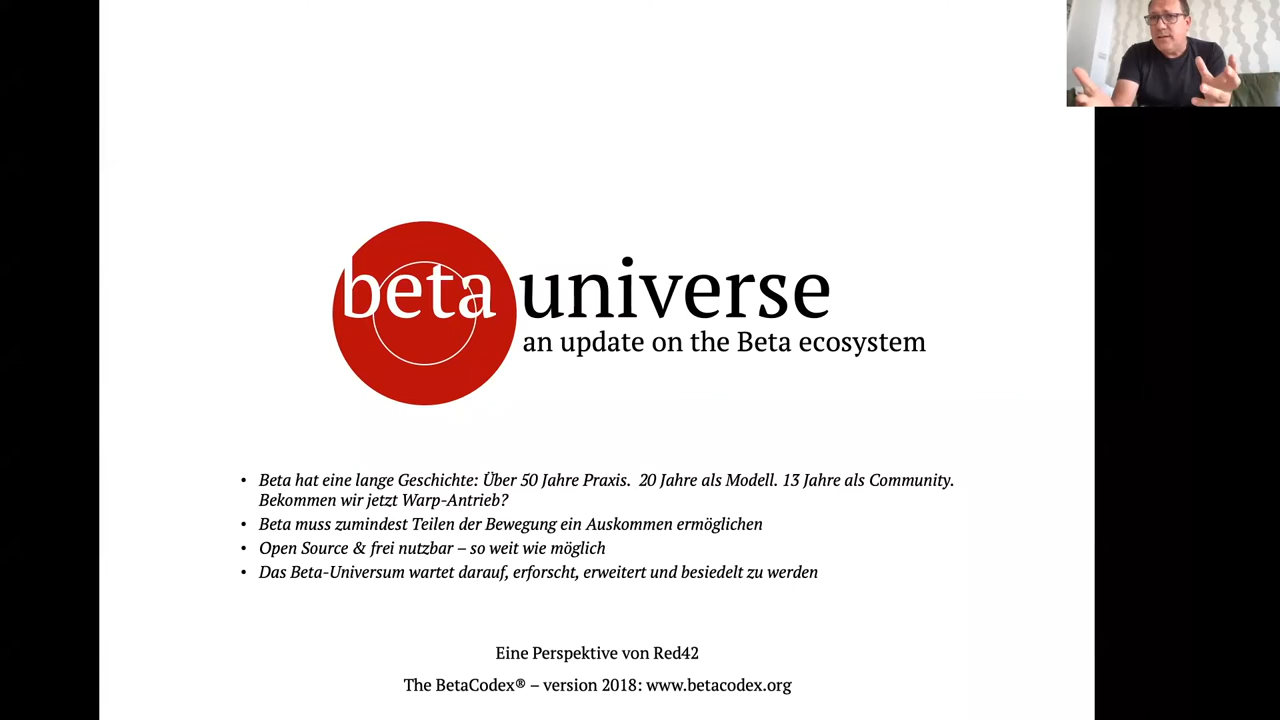 beta universe
an update on the Beta ecosystem
• Beta hat eine lange Geschichte: Über 50 Jahre Praxis. 20 Jahre als Modell. 13 Jahre als Community.
Bekommen wir jetzt Warp-Antrieb?
• Beta muss zumindest Teilen der Bewegung ein Auskommen ermöglichen
• Open Source & frei nutzbar – so weit wie möglich
• Das Beta-Universum wartet darauf, erforscht, erweitert und besiedelt zu werden
Eine Perspektive von Red42
The BetaCodex® – version 2018: www.betacodex.org